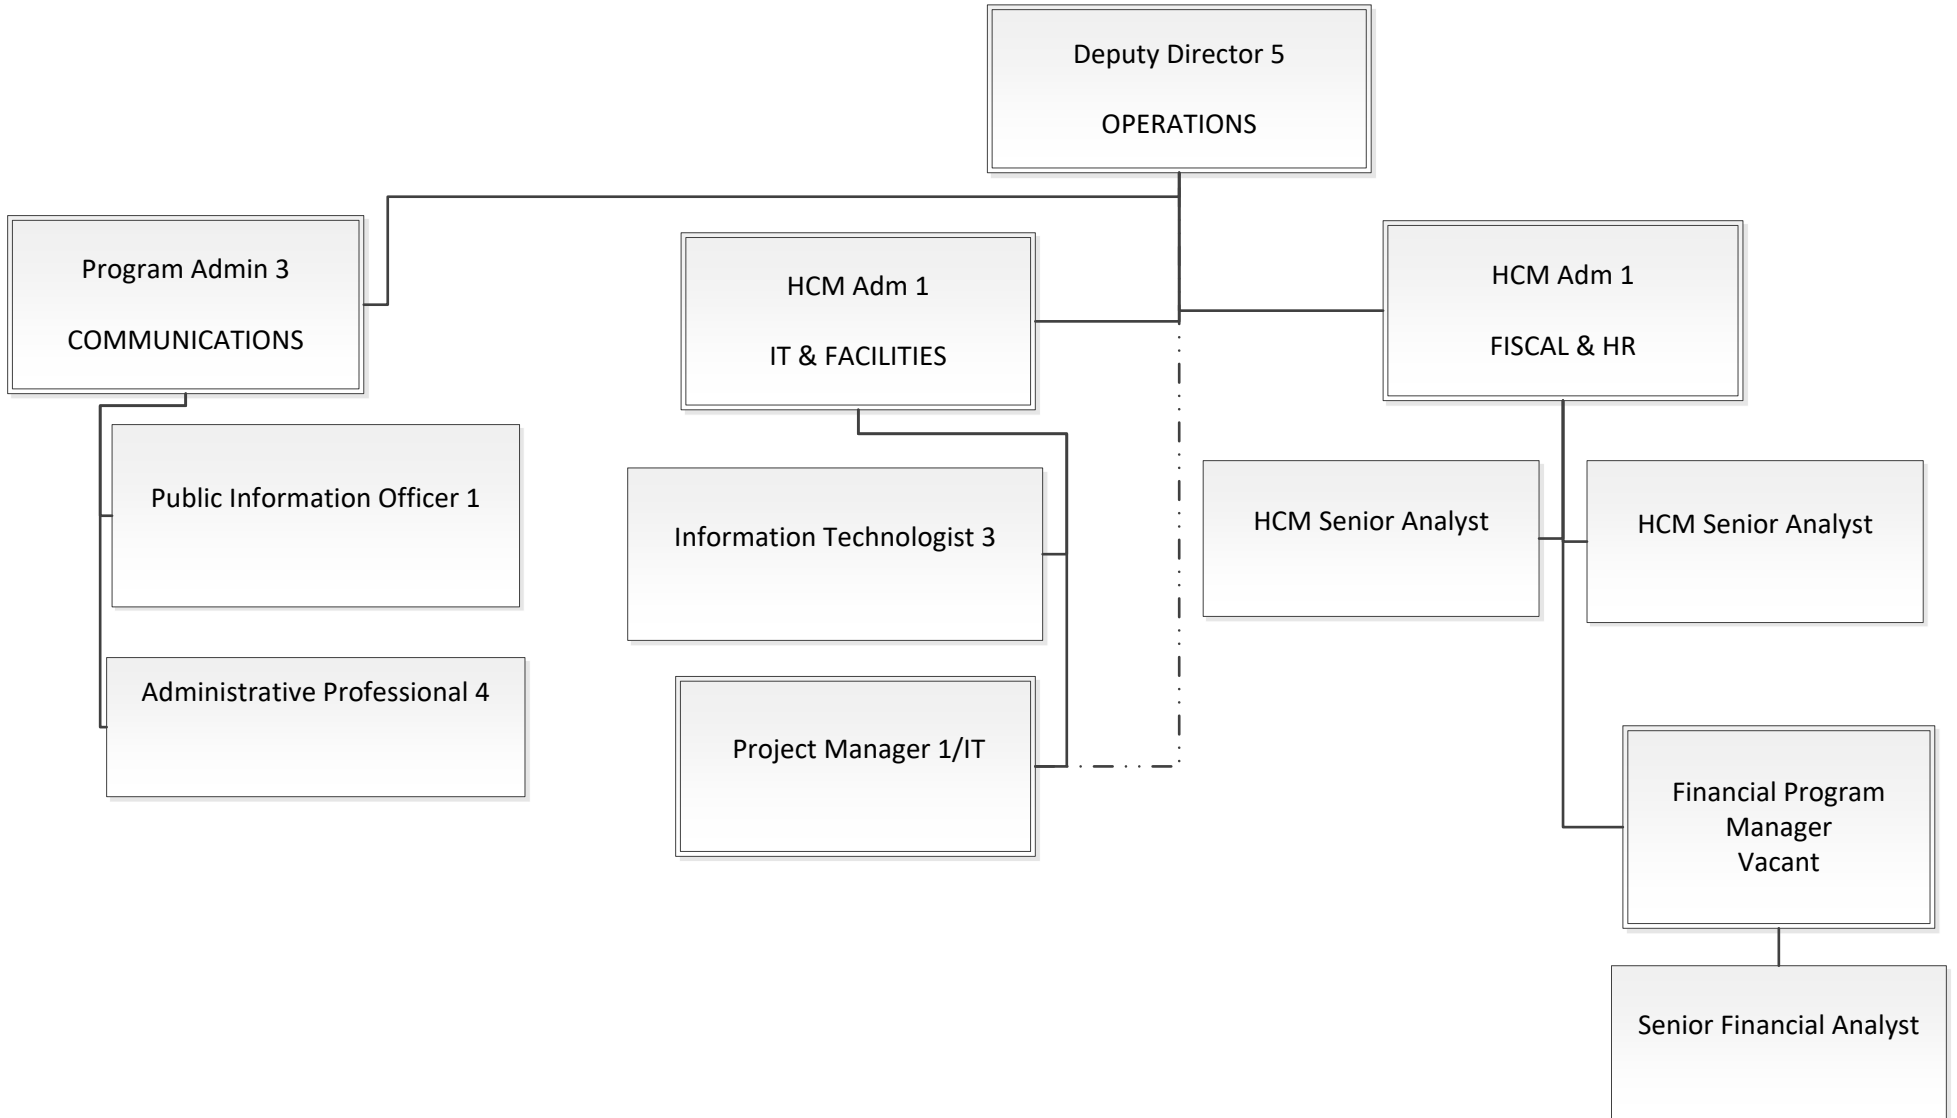 Deputy Director 5
OPERATIONS
Program Admin 3
COMMUNICATIONS
HCM Adm 1
IT & FACILITIES
HCM Adm 1
FISCAL & HR
Public Information Officer 1
Administrative Professional 4
Information Technologist 3
Project Manager 1/IT
HCM Senior Analyst
HCM Senior Analyst
Financial Program
Manager
Vacant
Senior Financial Analyst